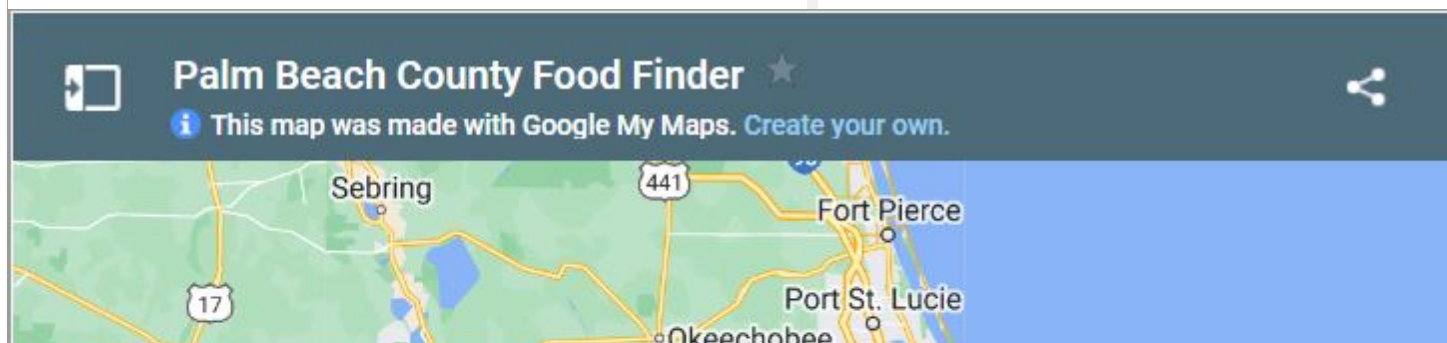 Palm Beach County Food Finder
This map was made with Google My Maps. Create your own.
Sebring
441
Fort Pierce
17
Port St. Lucie
Okeechobee